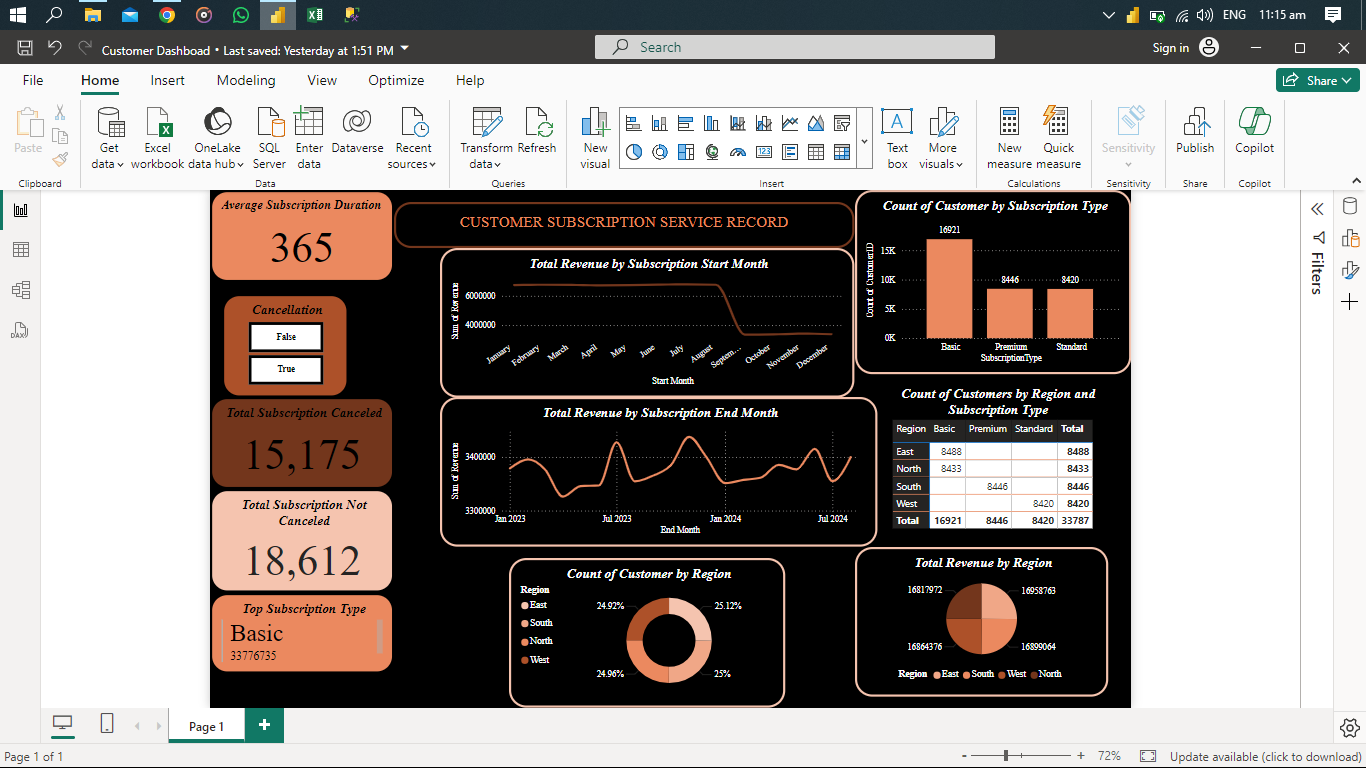 ENG 11:15 am
Customer Dashboad • Last saved: Yesterday at 1:51 PM
Search
Sign in
File Home Insert Modeling View Optimize Help
Share
Paste
Get data
Excel workbook
OneLake data hub
SQL Server
Enter data
Dataverse
Recent sources
Transform data
Refresh
New visual
Text box
More visuals
New measure
Quick measure
Sensitivity
Publish
Copilot
Clipboard Data Queries Insert Calculations Sensitivity Share Copilot
Average Subscription Duration
365
Cancellation
False
True
Total Subscription Canceled
15,175
Total Subscription Not
Canceled
18,612
Top Subscription Type
Basic
33776735
CUSTOMER SUBSCRIPTION SERVICE RECORD
Total Revenue by Subscription Start Month
Sum of Revenue
6000000
4000000
January February March April May June July August Septem... October November December
Start Month
Total Revenue by Subscription End Month
Sum of Revenue
3400000
3300000
Jan 2023 Jul 2023 Jan 2024 Jul 2024
End Month
Count of Customer by Region
Region
East
South
North
West
24.92% 25.12%
24.96% 25%
Count of Customer by Subscription Type
Count of CustomerID
15K
10K
5K
0K
16921
8446
8420
Basic Premium Standard
SubscriptionType
Count of Customers by Region and
Subscription Type
Region Basic Premium Standard Total
East 8488 8488
North 8433 8433
South 8446 8446
West 8420 8420
Total 16921 8446 8420 33787
Total Revenue by Region
16817972 16958763
16864376 16899064
Region East South West North
Filters
DAX
Page 1
Page 1 of 1
- + 72%
Update available (click to download)